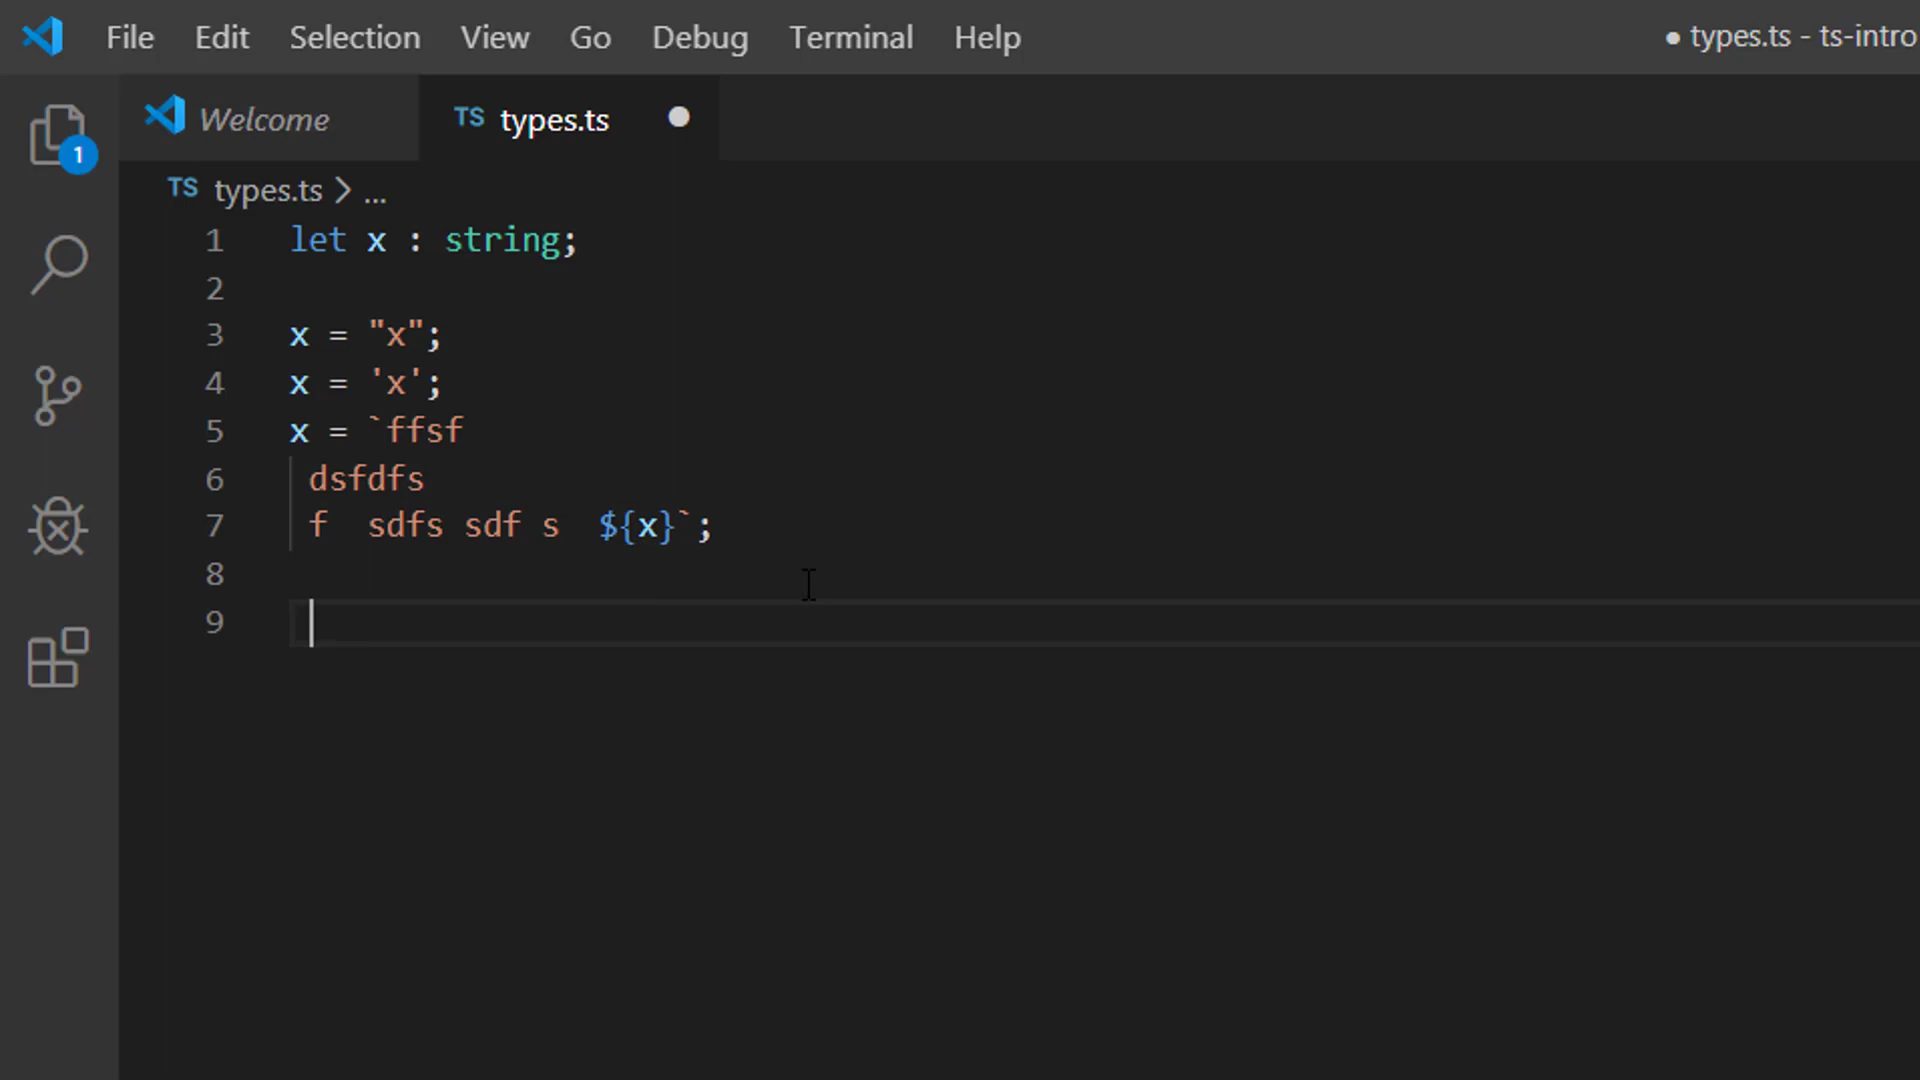 File Edit Selection View Go Debug Terminal Help ● types.ts - ts-intro
Welcome TS types.ts ●
1
TS types.ts > ...
1 let x : string;
2
3 x = "x";
4 x = 'x';
5 x = `ffsf
6 dsfdfs
7 f  sdfs sdf s  ${x}`;
8
9